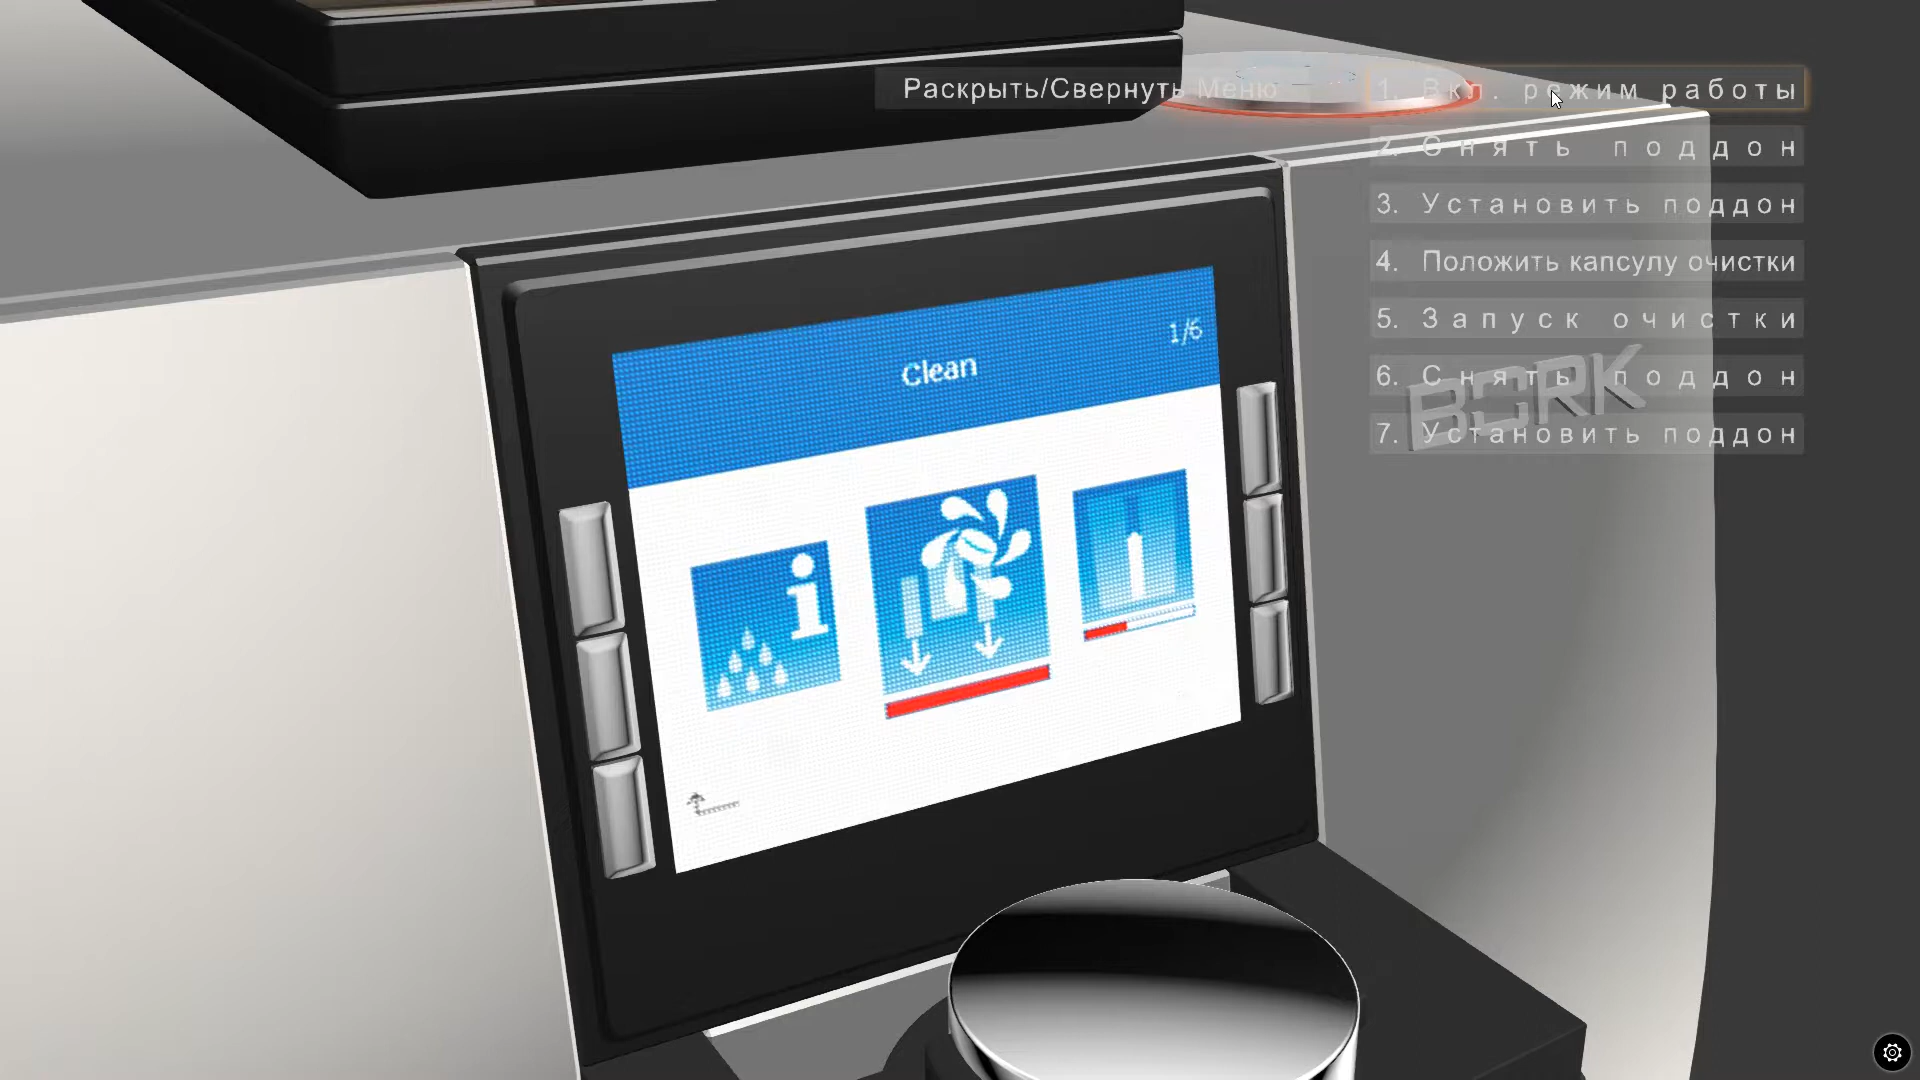 Раскрыть/Свернуть Меню
1. Вкл. режим работы
2. Снять поддон
3. Установить поддон
4. Положить капсулу очистки
5. Запуск очистки
6. Снять поддон
7. Установить поддон
BORK
Clean
1/6
i